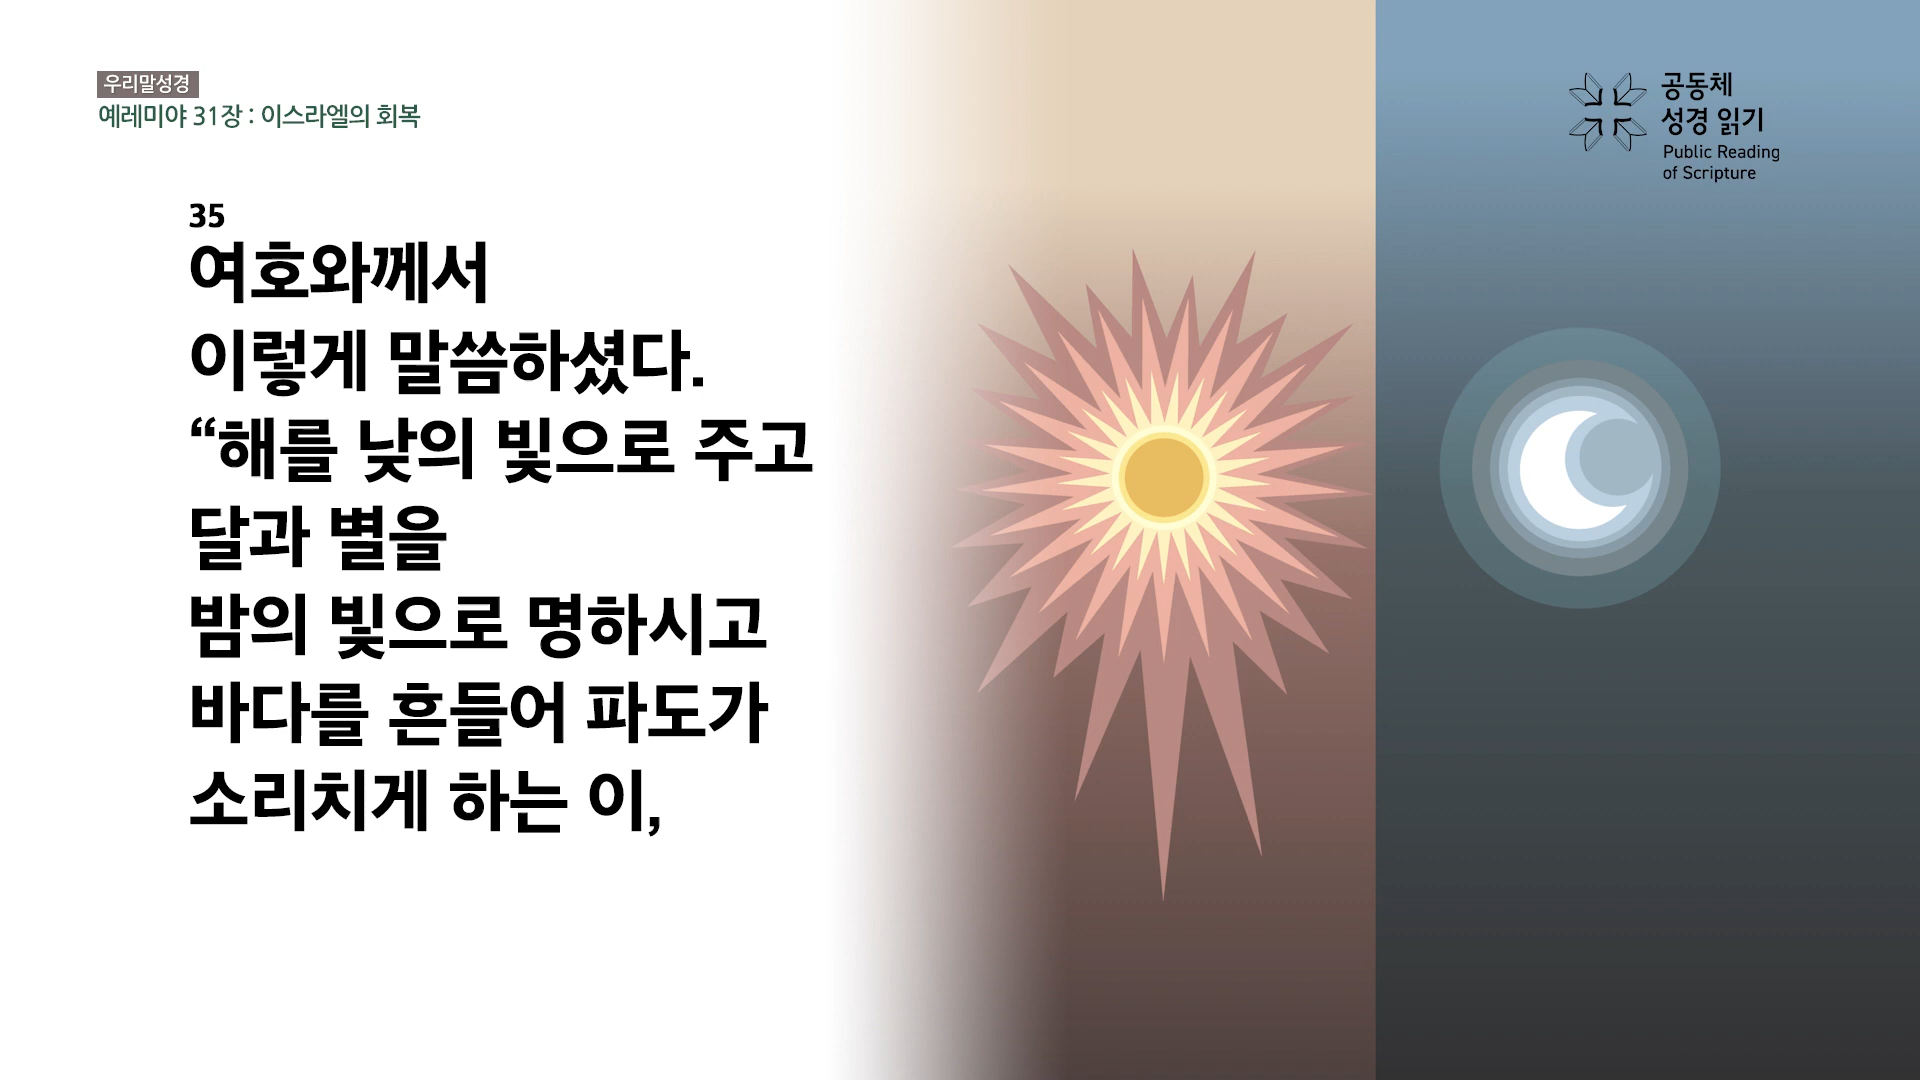 우리말성경
예레미야 31장 : 이스라엘의 회복
공동체
성경 읽기
Public Reading
of Scripture
35
여호와께서
이렇게 말씀하셨다.
“해를 낮의 빛으로 주고
달과 별을
밤의 빛으로 명하시고
바다를 흔들어 파도가
소리치게 하는 이,